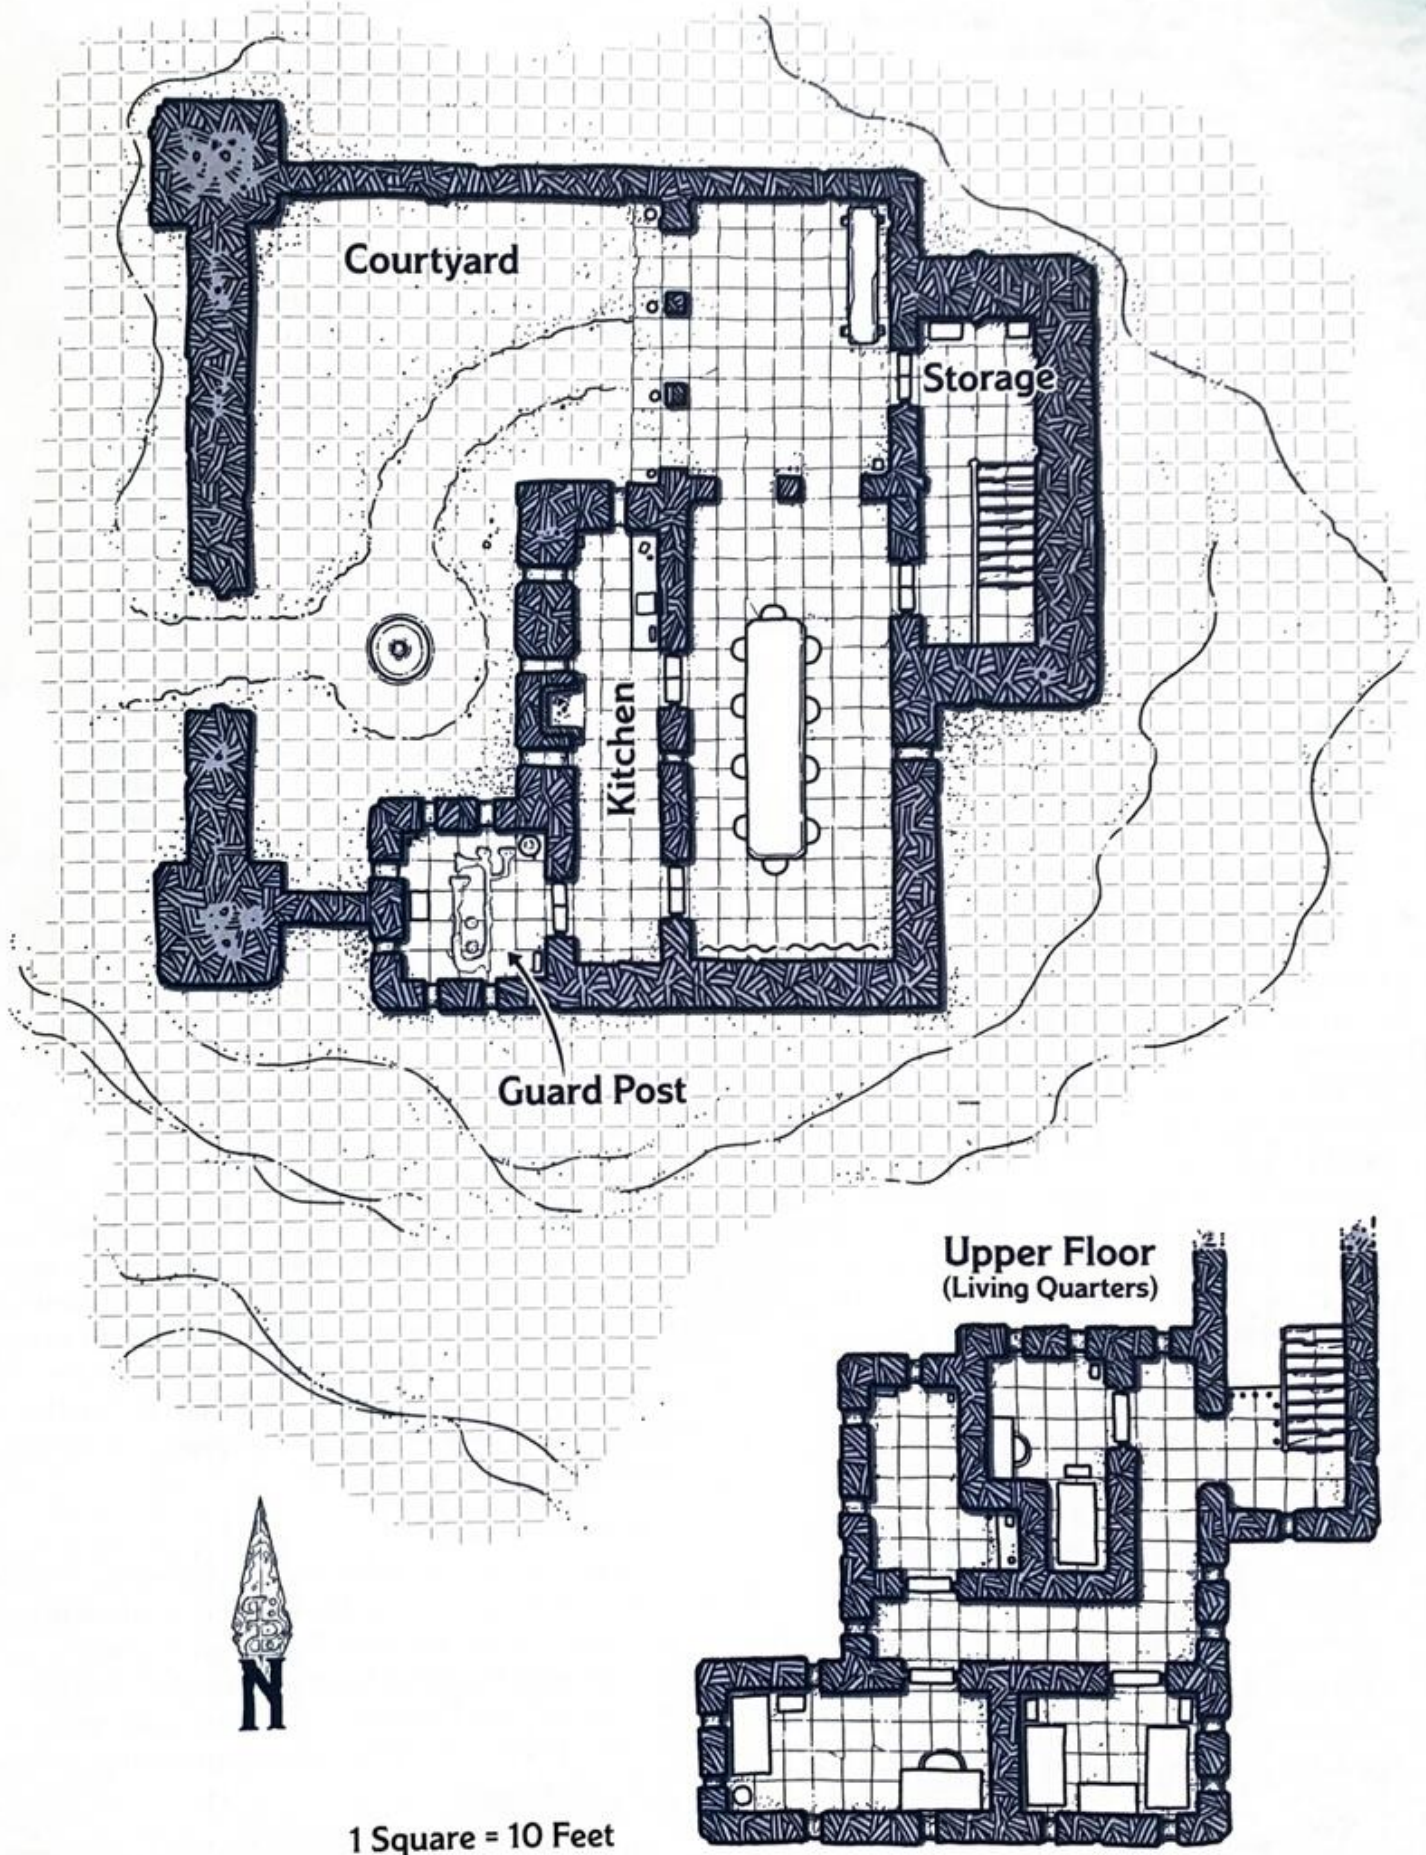 Courtyard
Storage
Kitchen
Guard Post
Upper Floor
(Living Quarters)
N
1 Square = 10 Feet